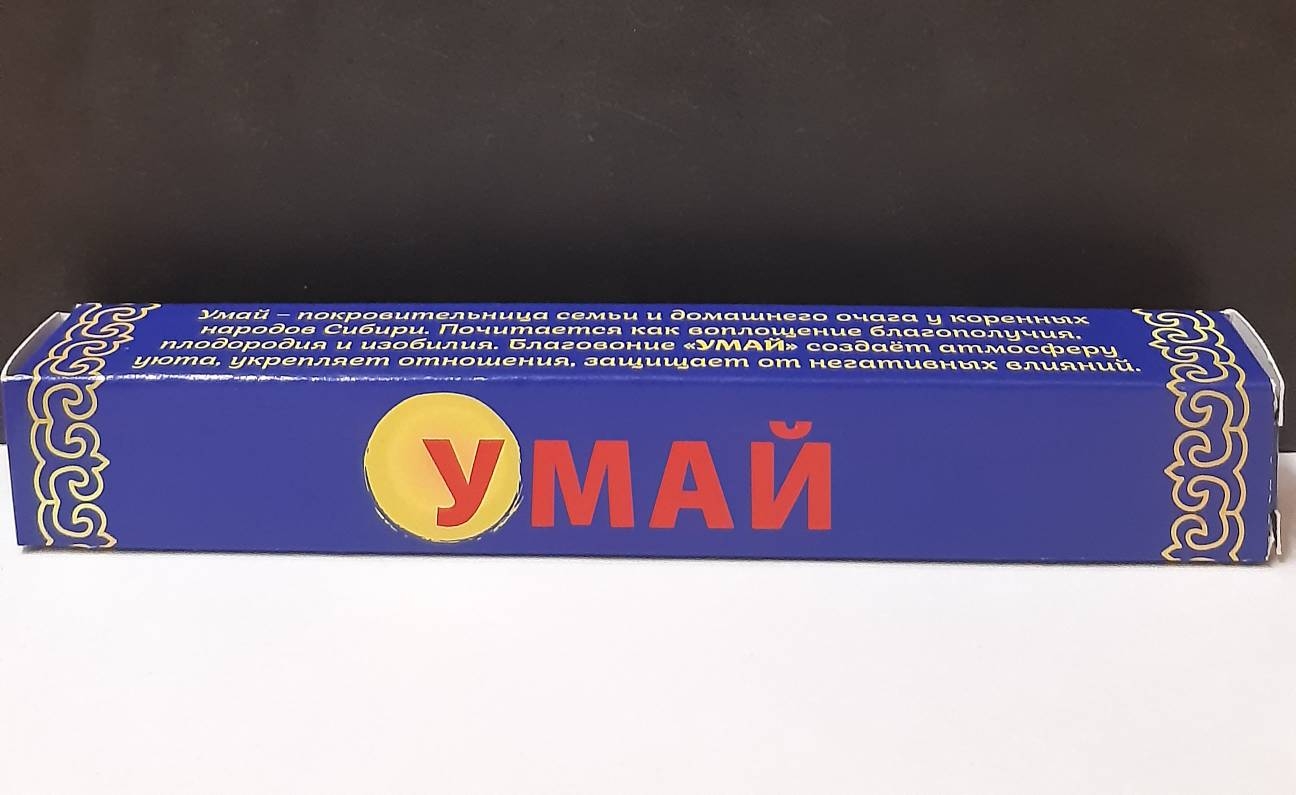 Умай – покровительница семьи и домашнего очага у коренных
народов Сибири. Почитается как воплощение благополучия,
плодородия и изобилия. Благовоние «УМАЙ» создаёт атмосферу
уюта, укрепляет отношения, защищает от негативных влияний.
УМАЙ